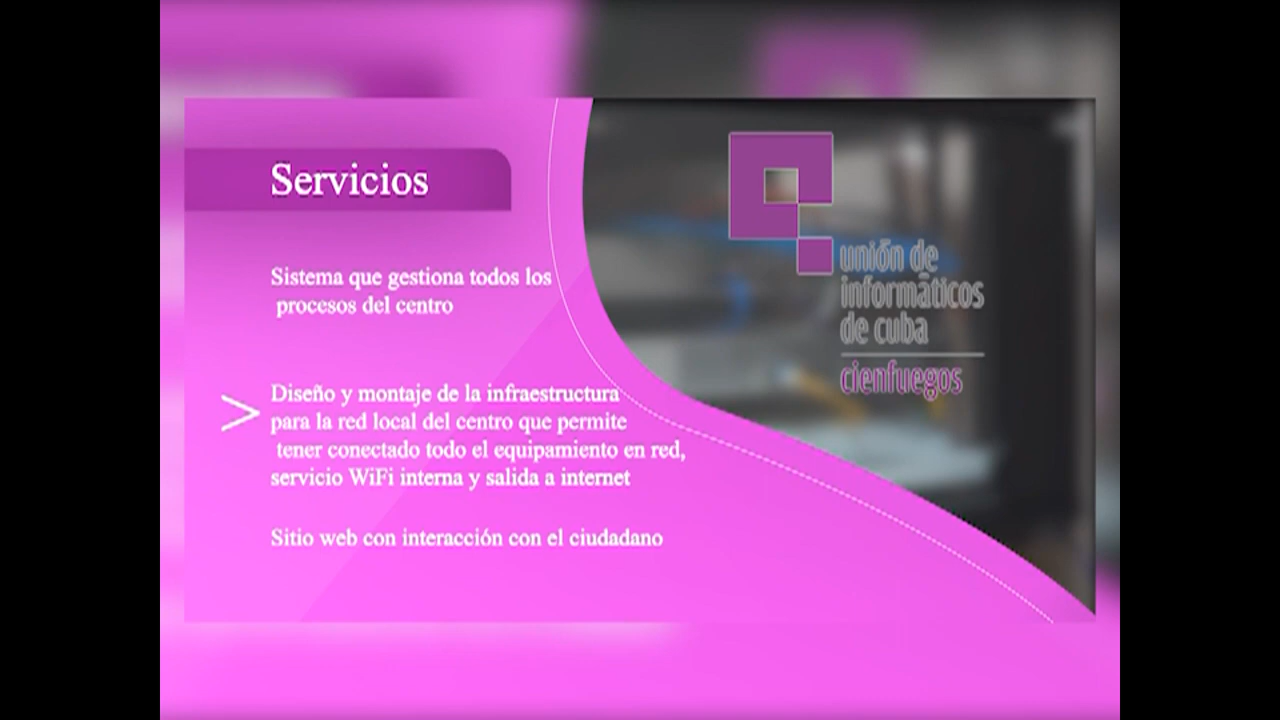 Servicios
Sistema que gestiona todos los
procesos del centro
> Diseño y montaje de la infraestructura
para la red local del centro que permite
tener conectado todo el equipamiento en red,
servicio WiFi interna y salida a internet
Sitio web con interacción con el ciudadano
unión de
informáticos
de cuba
cienfuegos